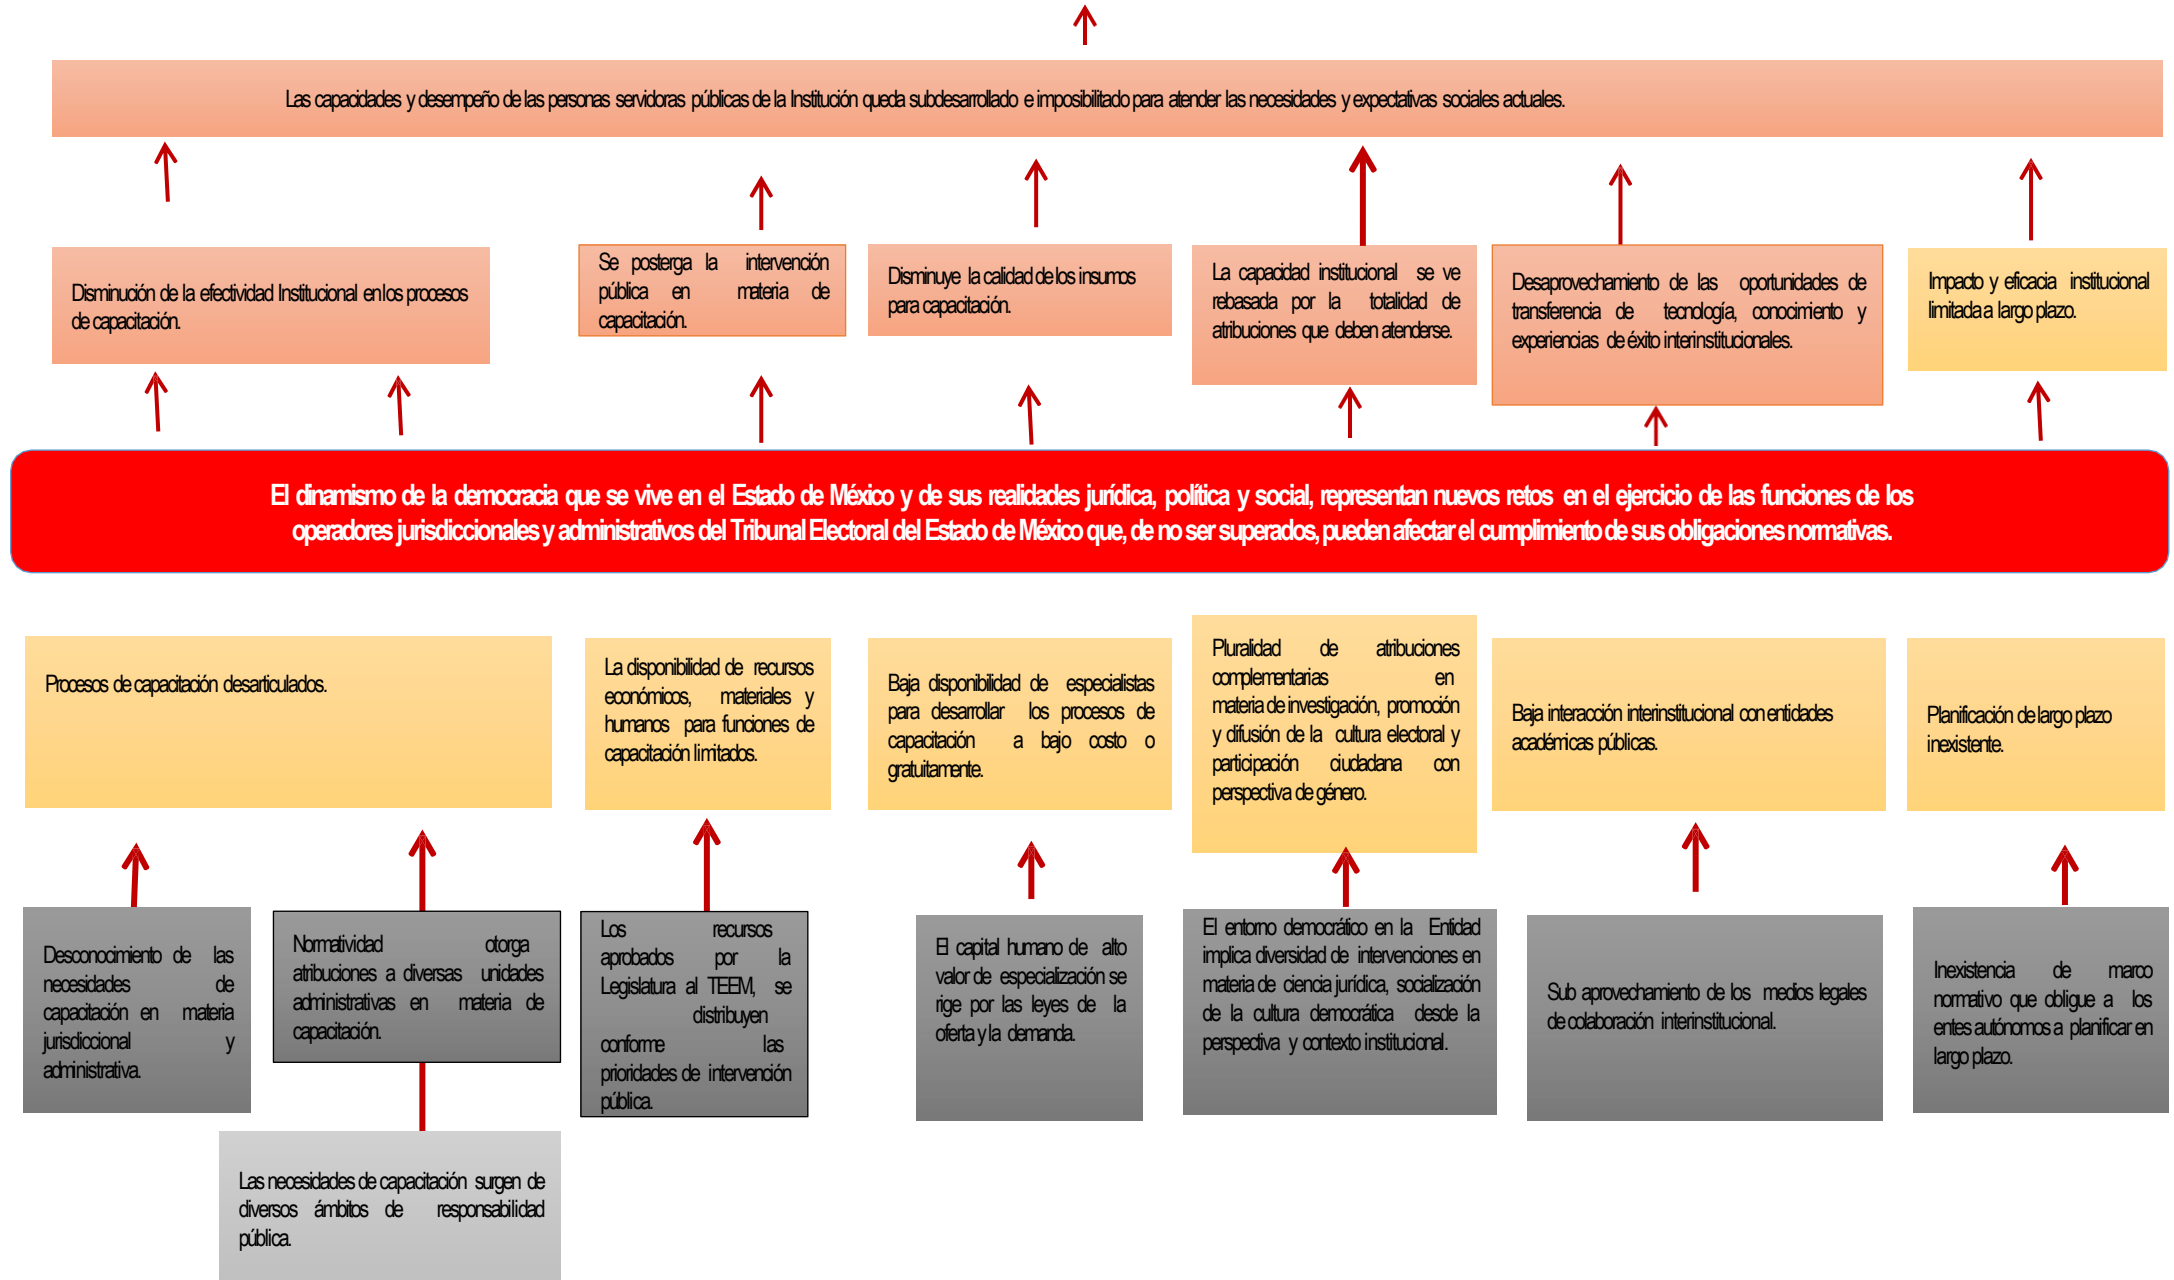 Las capacidades y desempeño de las personas servidoras públicas de la Institución queda subdesarrollado e imposibilitado para atender las necesidades y expectativas sociales actuales.
Disminución de la efectividad Institucional en los procesos
de capacitación.
Se posterga la intervención
pública en materia de
capacitación.
Disminuye la calidad de los insumos
para capacitación.
La capacidad institucional se ve
rebasada por la totalidad de
atribuciones que deben atenderse.
Desaprovechamiento de las oportunidades de
transferencia de tecnología, conocimiento y
experiencias de éxito interinstitucionales.
Impacto y eficacia institucional
limitada a largo plazo.
El dinamismo de la democracia que se vive en el Estado de México y de sus realidades jurídica, política y social, representan nuevos retos en el ejercicio de las funciones de los
operadores jurisdiccionales y administrativos del Tribunal Electoral del Estado de México que, de no ser superados, pueden afectar el cumplimiento de sus obligaciones normativas.
Procesos de capacitación desarticulados.
La disponibilidad de recursos
económicos, materiales y
humanos para funciones de
capacitación limitados.
Baja disponibilidad de especialistas
para desarrollar los procesos de
capacitación a bajo costo o
gratuitamente.
Pluralidad de atribuciones
complementarias en
materia de investigación, promoción
y difusión de la cultura electoral y
participación ciudadana con
perspectiva de género.
Baja interacción interinstitucional con entidades
académicas públicas.
Planificación de largo plazo
inexistente.
Desconocimiento de las
necesidades de
capacitación en materia
jurisdiccional y
administrativa.
Normatividad otorga
atribuciones a diversas unidades
administrativas en materia de
capacitación.
Los recursos
aprobados por la
Legislatura al TEEM, se
distribuyen
conforme las
prioridades de intervención
pública.
El capital humano de alto
valor de especialización se
rige por las leyes de la
oferta y la demanda.
El entorno democrático en la Entidad
implica diversidad de intervenciones en
materia de ciencia jurídica, socialización
de la cultura democrática desde la
perspectiva y contexto institucional.
Sub aprovechamiento de los medios legales
de colaboración interinstitucional.
Inexistencia de marco
normativo que obligue a los
entes autónomos a planificar en
largo plazo.
Las necesidades de capacitación surgen de
diversos ámbitos de responsabilidad
pública.